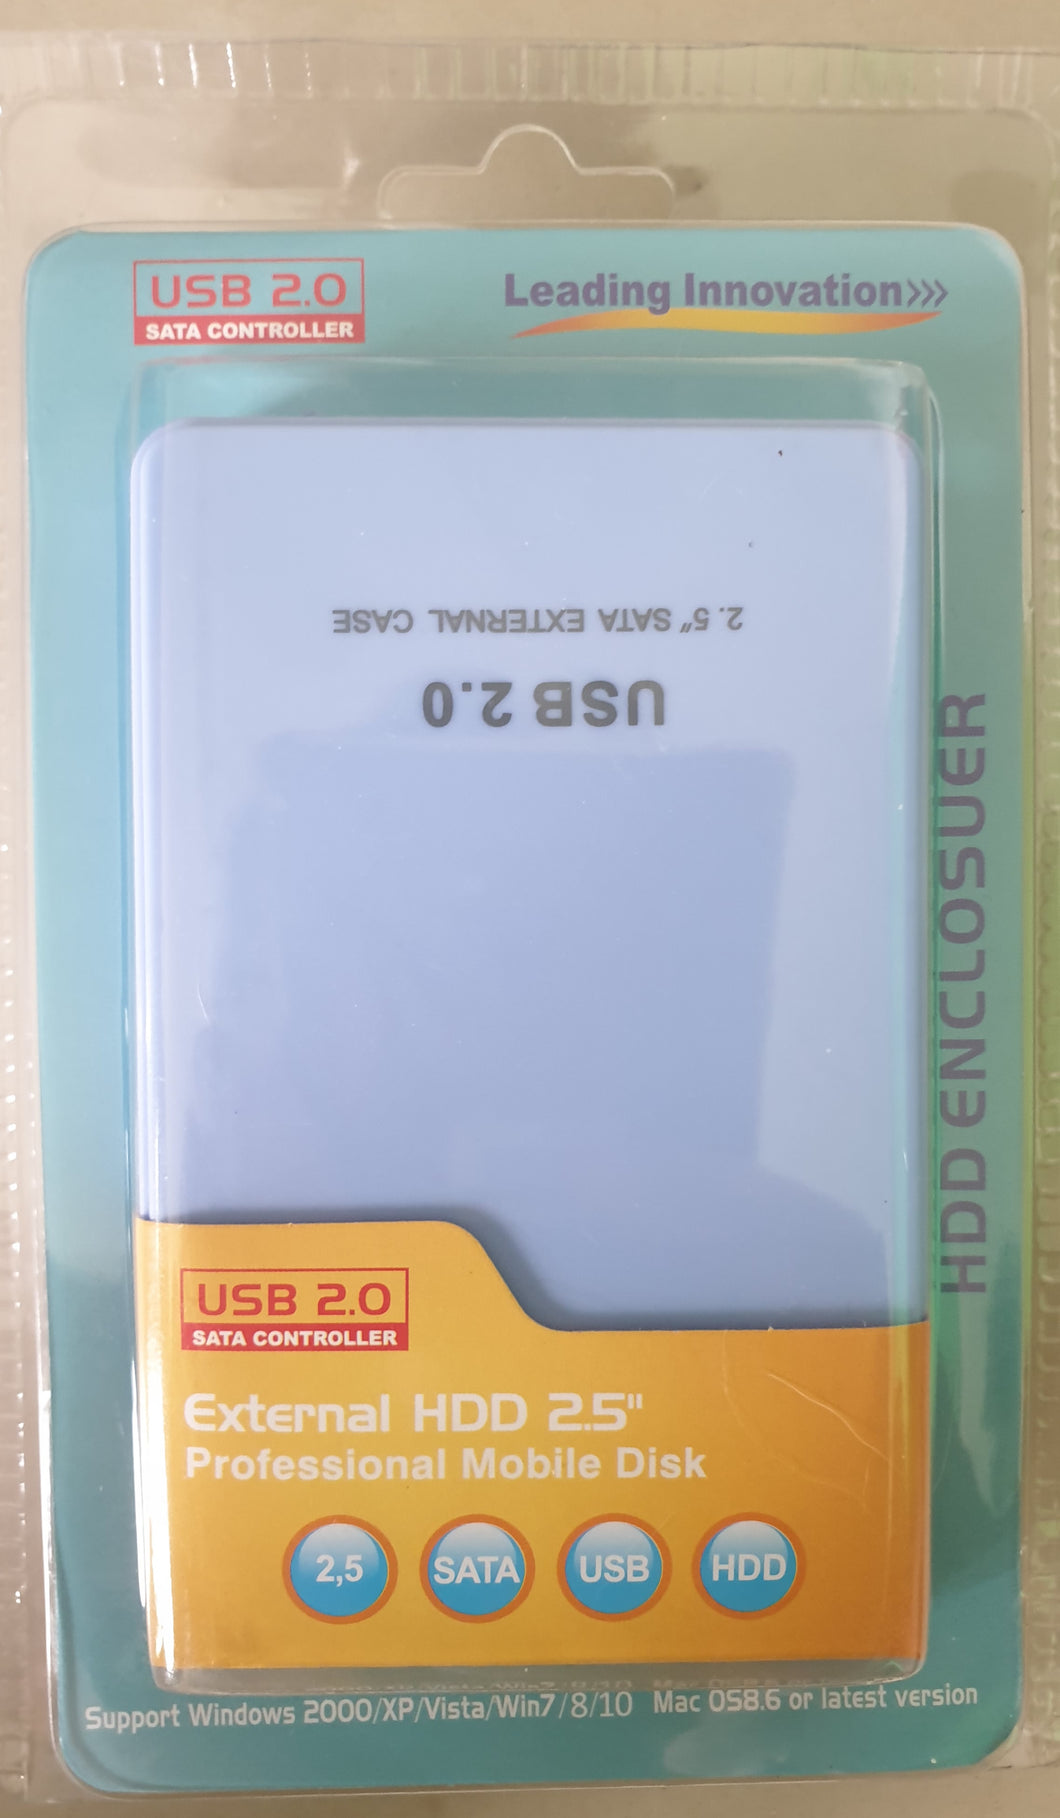 USB 2.0
SATA CONTROLLER
Leading Innovation>>>
2.5" SATA EXTERNAL CASE
USB 2.0
HDD ENCLOSUER
USB 2.0
SATA CONTROLLER
External HDD 2.5"
Professional Mobile Disk
2,5
SATA
USB
HDD
Support Windows 2000/XP/Vista/Win7/8/10 Mac OS8.6 or latest version